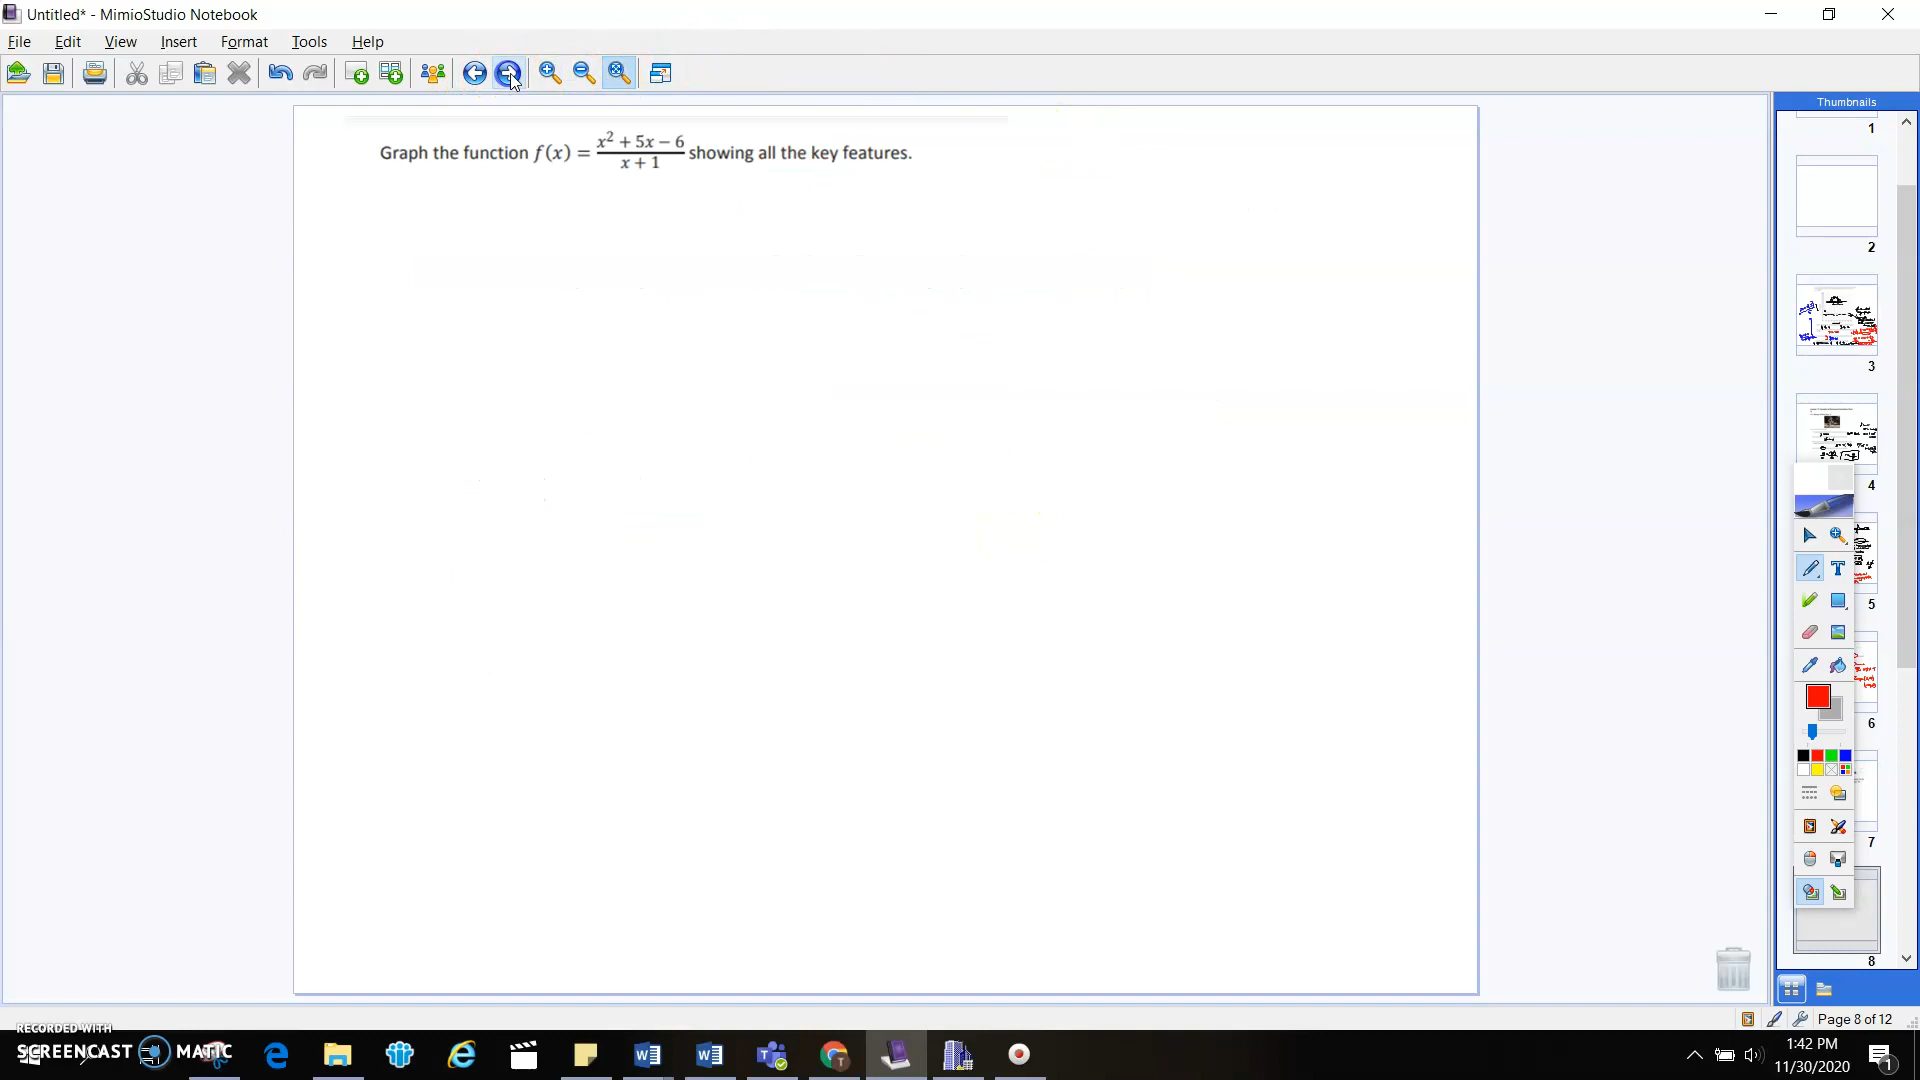 Untitled* - MimioStudio Notebook
File Edit View Insert Format Tools Help
Thumbnails
Graph the function f(x) = (x² + 5x − 6)/(x + 1) showing all the key features.
1
2
3
4
5
6
7
8
Page 8 of 12
RECORDED WITH
SCREENCAST MATIC
1:42 PM
11/30/2020
1